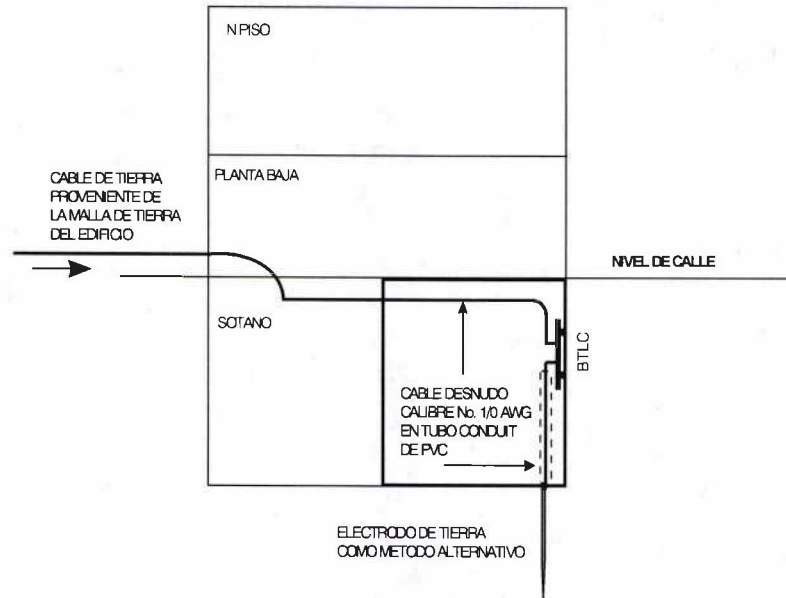 N PISO
PLANTA BAJA
CABLE DE TIERRA
PROVENIENTE DE
LA MALLA DE TIERRA
DEL EDIFICIO
NIVEL DE CALLE
SOTANO
BTLC
CABLE DESNUDO
CALIBRE No. 1/0 AWG
EN TUBO CONDUIT
DE PVC
ELECTRODO DE TIERRA
COMO METODO ALTERNATIVO